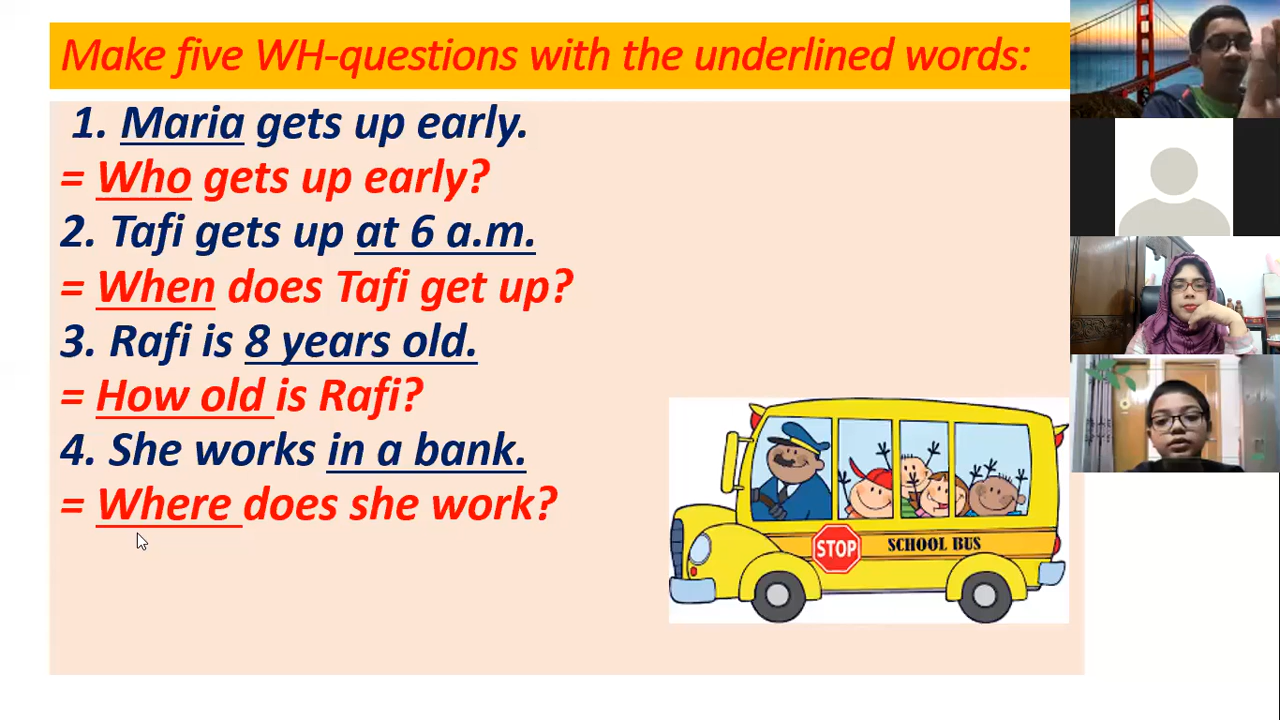 Make five WH-questions with the underlined words:
1. Maria gets up early.
= Who gets up early?
2. Tafi gets up at 6 a.m.
= When does Tafi get up?
3. Rafi is 8 years old.
= How old is Rafi?
4. She works in a bank.
= Where does she work?
STOP
SCHOOL BUS